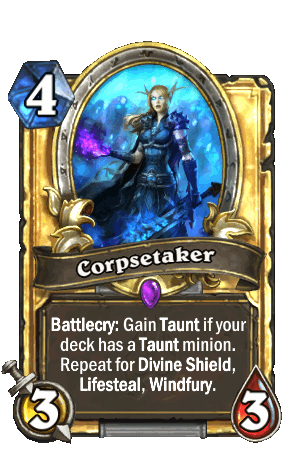 4
Corpsetaker
Battlecry: Gain Taunt if your
deck has a Taunt minion.
Repeat for Divine Shield,
Lifesteal, Windfury.
3
3